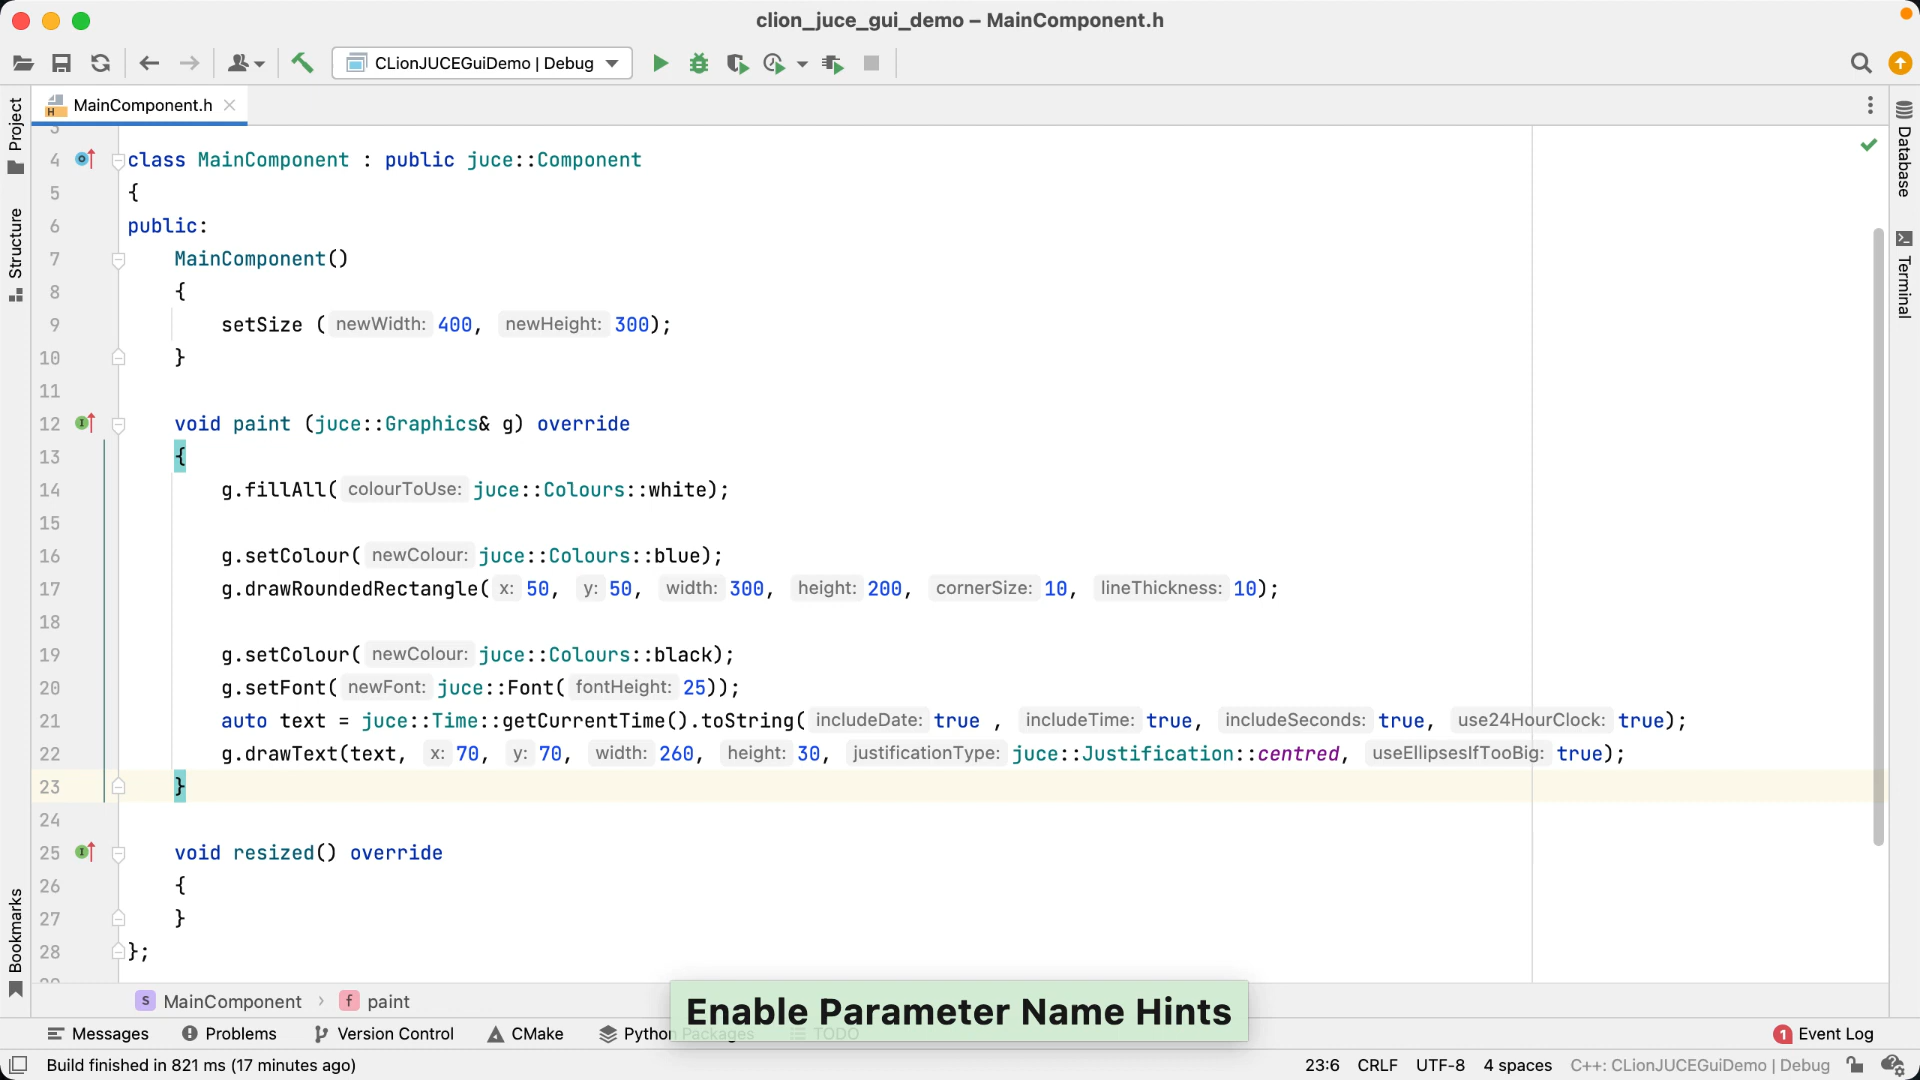 clion_juce_gui_demo – MainComponent.h
CLionJUCEGuiDemo | Debug
MainComponent.h
Project
Structure
Bookmarks
Database
Terminal
3
4 class MainComponent : public juce::Component
5 {
6 public:
7 MainComponent()
8 {
9 setSize ( newWidth: 400, newHeight: 300);
10 }
11
12 void paint (juce::Graphics& g) override
13 {
14 g.fillAll( colourToUse: juce::Colours::white);
15
16 g.setColour( newColour: juce::Colours::blue);
17 g.drawRoundedRectangle( x: 50, y: 50, width: 300, height: 200, cornerSize: 10, lineThickness: 10);
18
19 g.setColour( newColour: juce::Colours::black);
20 g.setFont( newFont: juce::Font( fontHeight: 25));
21 auto text = juce::Time::getCurrentTime().toString( includeDate: true , includeTime: true, includeSeconds: true, use24HourClock: true);
22 g.drawText(text, x: 70, y: 70, width: 260, height: 30, justificationType: juce::Justification::centred, useEllipsesIfTooBig: true);
23 }
24
25 void resized() override
26 {
27 }
28 };
S MainComponent › f paint
Enable Parameter Name Hints
Messages Problems Version Control CMake Python Packages TODO 1 Event Log
Build finished in 821 ms (17 minutes ago) 23:6 CRLF UTF-8 4 spaces C++: CLionJUCEGuiDemo | Debug